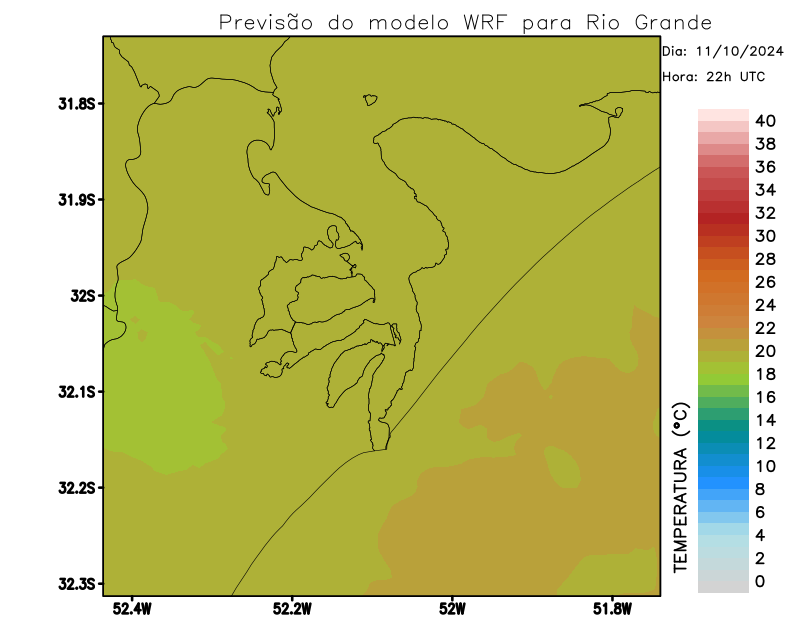 Previsão do modelo WRF para Rio Grande
Dia: 11/10/2024
Hora: 22h UTC
31.8S
31.9S
32S
32.1S
32.2S
32.3S
52.4W
52.2W
52W
51.8W
TEMPERATURA (°C)
40
38
36
34
32
30
28
26
24
22
20
18
16
14
12
10
8
6
4
2
0